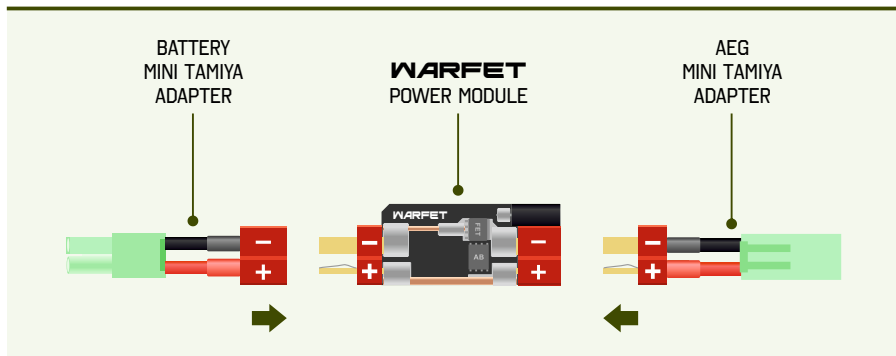 BATTERY
MINI TAMIYA
ADAPTER
WARFET
POWER MODULE
AEG
MINI TAMIYA
ADAPTER
WARFET
FET
AB
− − −
+ + + +